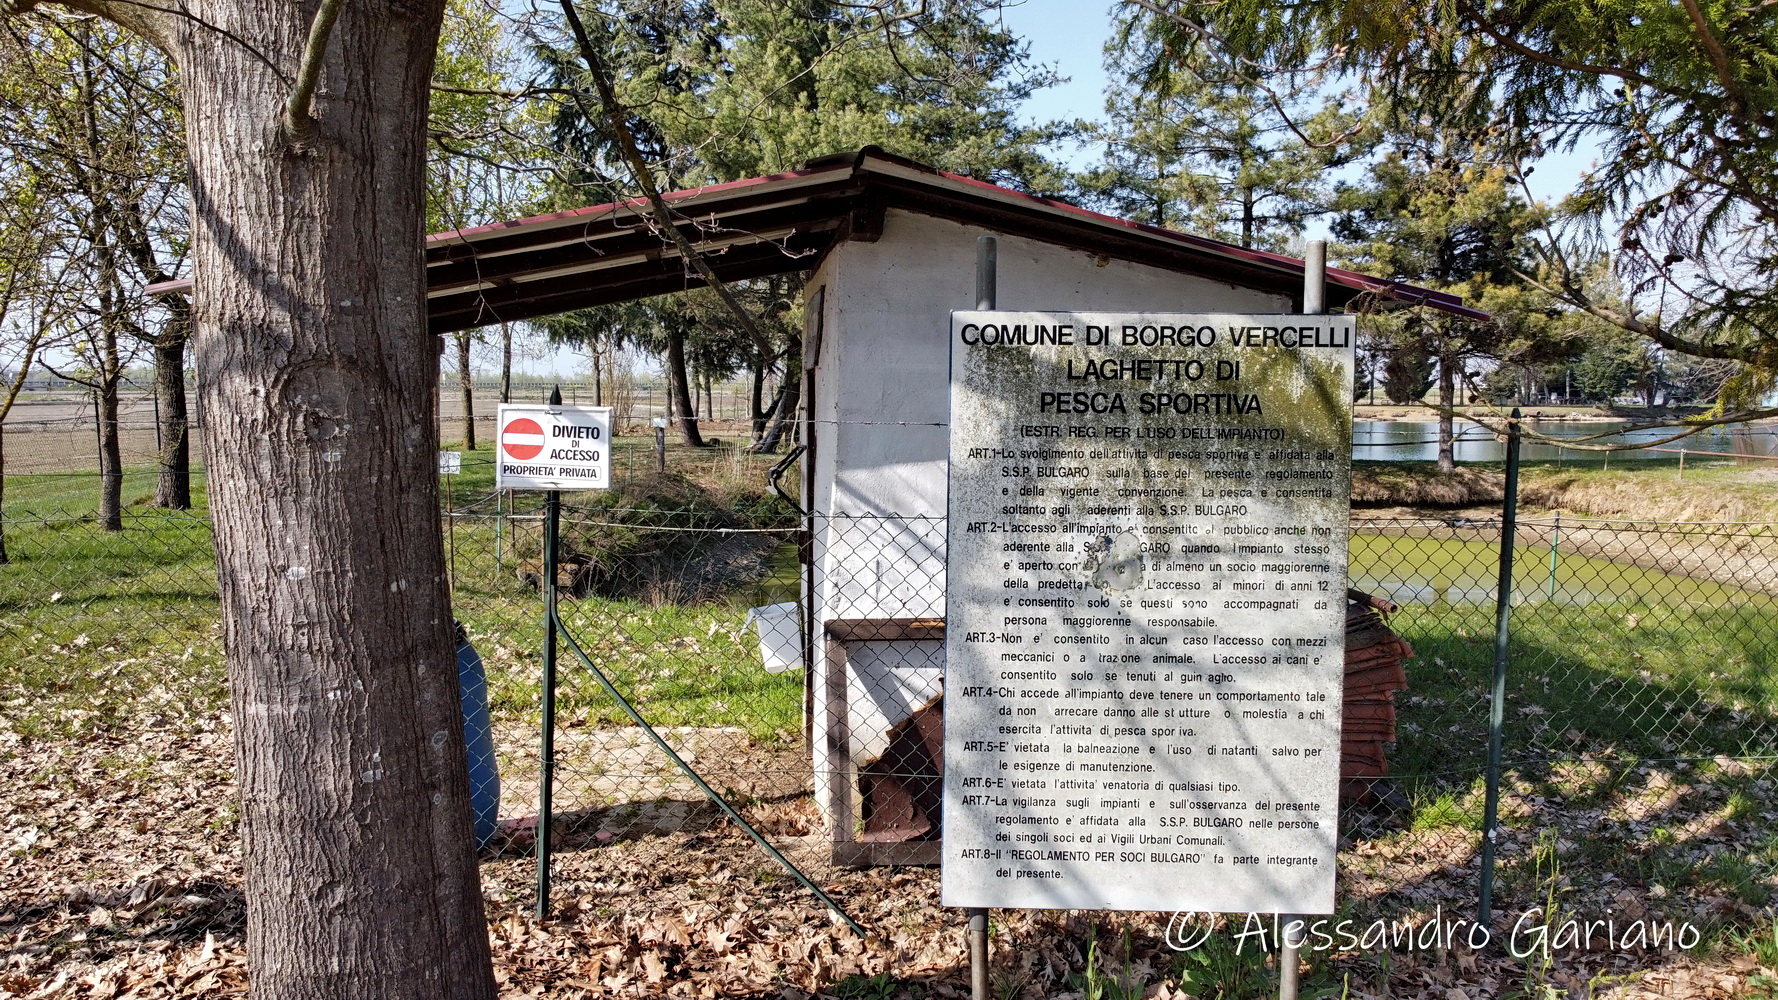 DIVIETO
DI
ACCESSO
PROPRIETA' PRIVATA
COMUNE DI BORGO VERCELLI
LAGHETTO DI
PESCA SPORTIVA
(ESTR. REG. PER L'USO DELL'IMPIANTO)
ART.1-Lo svolgimento dell'attivita di pesca sportiva e' affidata alla
S.S.P. BULGARO sulla base del presente regolamento
e della vigente convenzione. La pesca e' consentita
soltanto agli aderenti alla S.S.P. BULGARO
ART.2-L'accesso all'impianto e' consentito al pubblico anche non
aderente alla GARO quando l'impianto stesso
e' aperto con a di almeno un socio maggiorenne
della predetta L'accesso ai minori di anni 12
e' consentito solo se questi sono accompagnati da
persona maggiorenne responsabile.
ART.3-Non e' consentito in alcun caso l'accesso con mezzi
meccanici o a trazione animale. L'accesso ai cani e'
consentito solo se tenuti al guin aglio.
ART.4-Chi accede all'impianto deve tenere un comportamento tale
da non arrecare danno alle st utture o molestia a chi
esercita l'attivita' di pesca spor iva.
ART.5-E' vietata la balneazione e l'uso di natanti salvo per
le esigenze di manutenzione.
ART.6-E' vietata l'attivita' venatoria di qualsiasi tipo.
ART.7-La vigilanza sugli impianti e sull'osservanza del presente
regolamento e' affidata alla S.S.P. BULGARO nelle persone
dei singoli soci ed ai Vigili Urbani Comunali.
ART.8-Il "REGOLAMENTO PER SOCI BULGARO" fa parte integrante
del presente.
© Alessandro Gariano